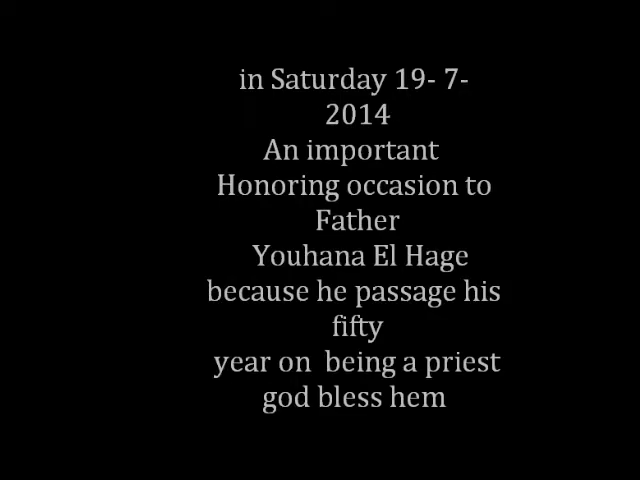 in Saturday 19- 7-
2014
An important
Honoring occasion to
Father
Youhana El Hage
because he passage his
fifty
year on being a priest
god bless hem